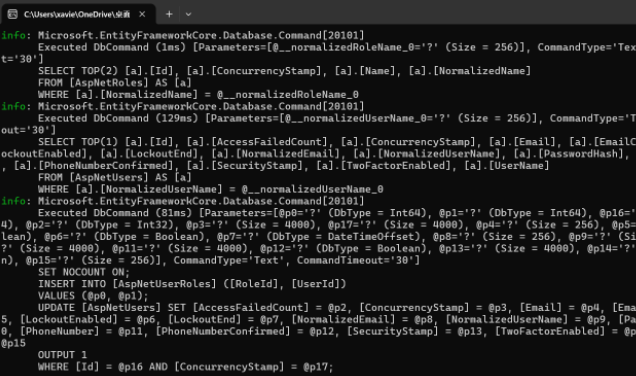 C:\Users\xavie\OneDrive\桌面
info: Microsoft.EntityFrameworkCore.Database.Command[20101]
Executed DbCommand (1ms) [Parameters=[@__normalizedRoleName_0='?' (Size = 256)], CommandType='Tex
t='30']
SELECT TOP(2) [a].[Id], [a].[ConcurrencyStamp], [a].[Name], [a].[NormalizedName]
FROM [AspNetRoles] AS [a]
WHERE [a].[NormalizedName] = @__normalizedRoleName_0
info: Microsoft.EntityFrameworkCore.Database.Command[20101]
Executed DbCommand (129ms) [Parameters=[@__normalizedUserName_0='?' (Size = 256)], CommandType='T
out='30']
SELECT TOP(1) [a].[Id], [a].[AccessFailedCount], [a].[ConcurrencyStamp], [a].[Email], [a].[EmailC
ockoutEnabled], [a].[LockoutEnd], [a].[NormalizedEmail], [a].[NormalizedUserName], [a].[PasswordHash],
, [a].[PhoneNumberConfirmed], [a].[SecurityStamp], [a].[TwoFactorEnabled], [a].[UserName]
FROM [AspNetUsers] AS [a]
WHERE [a].[NormalizedUserName] = @__normalizedUserName_0
info: Microsoft.EntityFrameworkCore.Database.Command[20101]
Executed DbCommand (81ms) [Parameters=[@p0='?' (DbType = Int64), @p1='?' (DbType = Int64), @p16='
4), @p2='?' (DbType = Int32), @p3='?' (Size = 4000), @p17='?' (Size = 4000), @p4='?' (Size = 256), @p5=
lean), @p6='?' (DbType = Boolean), @p7='?' (DbType = DateTimeOffset), @p8='?' (Size = 256), @p9='?' (Si
?' (Size = 4000), @p11='?' (Size = 4000), @p12='?' (DbType = Boolean), @p13='?' (Size = 4000), @p14='?'
n), @p15='?' (Size = 256)], CommandType='Text', CommandTimeout='30']
SET NOCOUNT ON;
INSERT INTO [AspNetUserRoles] ([RoleId], [UserId])
VALUES (@p0, @p1);
UPDATE [AspNetUsers] SET [AccessFailedCount] = @p2, [ConcurrencyStamp] = @p3, [Email] = @p4, [Ema
5, [LockoutEnabled] = @p6, [LockoutEnd] = @p7, [NormalizedEmail] = @p8, [NormalizedUserName] = @p9, [Pa
0, [PhoneNumber] = @p11, [PhoneNumberConfirmed] = @p12, [SecurityStamp] = @p13, [TwoFactorEnabled] = @p
@p15
OUTPUT 1
WHERE [Id] = @p16 AND [ConcurrencyStamp] = @p17;